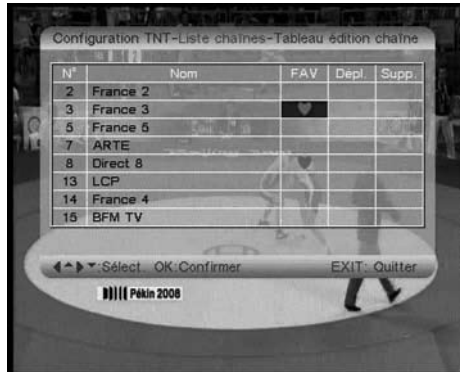 Configuration TNT-Liste chaînes-Tableau édition chaîne
N° Nom FAV Dépl. Supp.
2 France 2
3 France 3
5 France 5
7 ARTE
8 Direct 8
13 LCP
14 France 4
15 BFM TV
Sélect. OK:Confirmer EXIT: Quitter
Pékin 2008